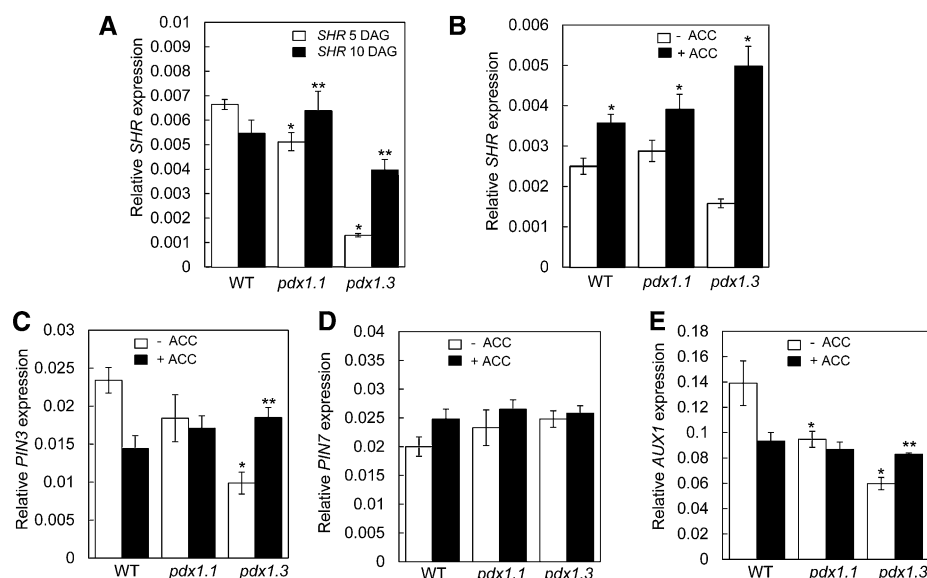 A
Relative SHR expression
0.01
0.009
0.008
0.007
0.006
0.005
0.004
0.003
0.002
0.001
0
SHR 5 DAG
SHR 10 DAG
*
**
*
**
WT pdx1.1 pdx1.3
B
Relative SHR expression
0.006
0.005
0.004
0.003
0.002
0.001
0
- ACC
+ ACC
*
*
*
WT pdx1.1 pdx1.3
C
Relative PIN3 expression
0.03
0.025
0.02
0.015
0.01
0.005
0
- ACC
+ ACC
*
**
WT pdx1.1 pdx1.3
D
Relative PIN7 expression
0.04
0.035
0.03
0.025
0.02
0.01
0.01
0.005
0
- ACC
+ ACC
WT pdx1.1 pdx1.3
E
Relative AUX1 expression
0.18
0.16
0.14
0.12
0.1
0.08
0.06
0.04
0.02
0
- ACC
+ ACC
*
*
**
WT pdx1.1 pdx1.3